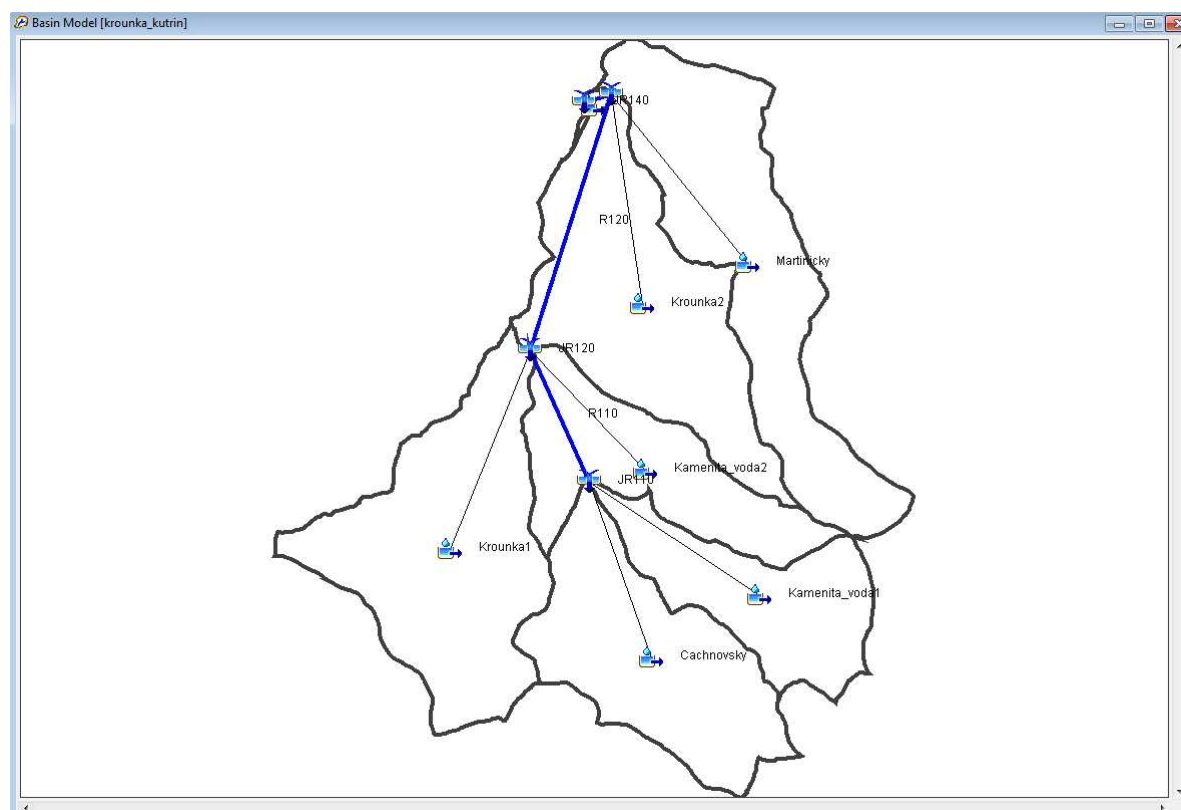 Basin Model [krounka_kutrin]
JR140
R120
Martinicky
Krounka2
JR120
R110
Kamenita_voda2
JR110
Krounka1
Kamenita_voda1
Cachnovsky